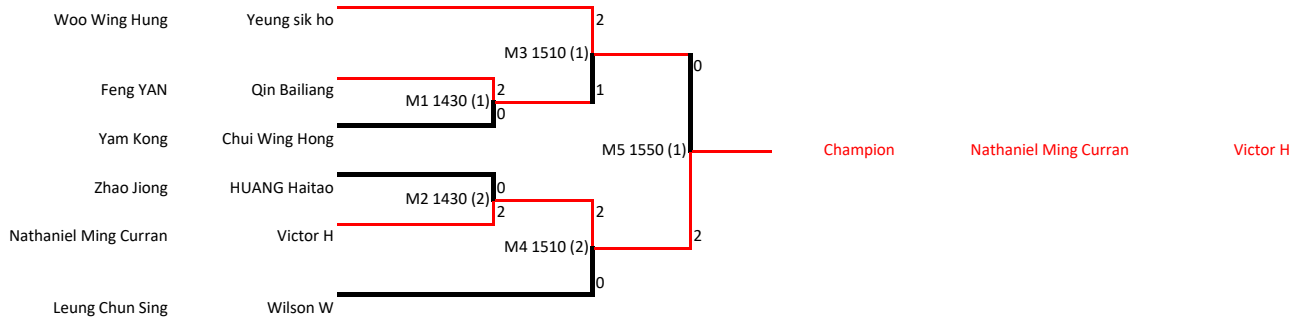 Woo Wing Hung Yeung sik ho
2
M3 1510 (1)
0
Feng YAN Qin Bailiang
2
1
M1 1430 (1)
0
Yam Kong Chui Wing Hong
M5 1550 (1) Champion Nathaniel Ming Curran Victor H
Zhao Jiong HUANG Haitao
0
M2 1430 (2)
2
2
Nathaniel Ming Curran Victor H
2
M4 1510 (2)
0
Leung Chun Sing Wilson W